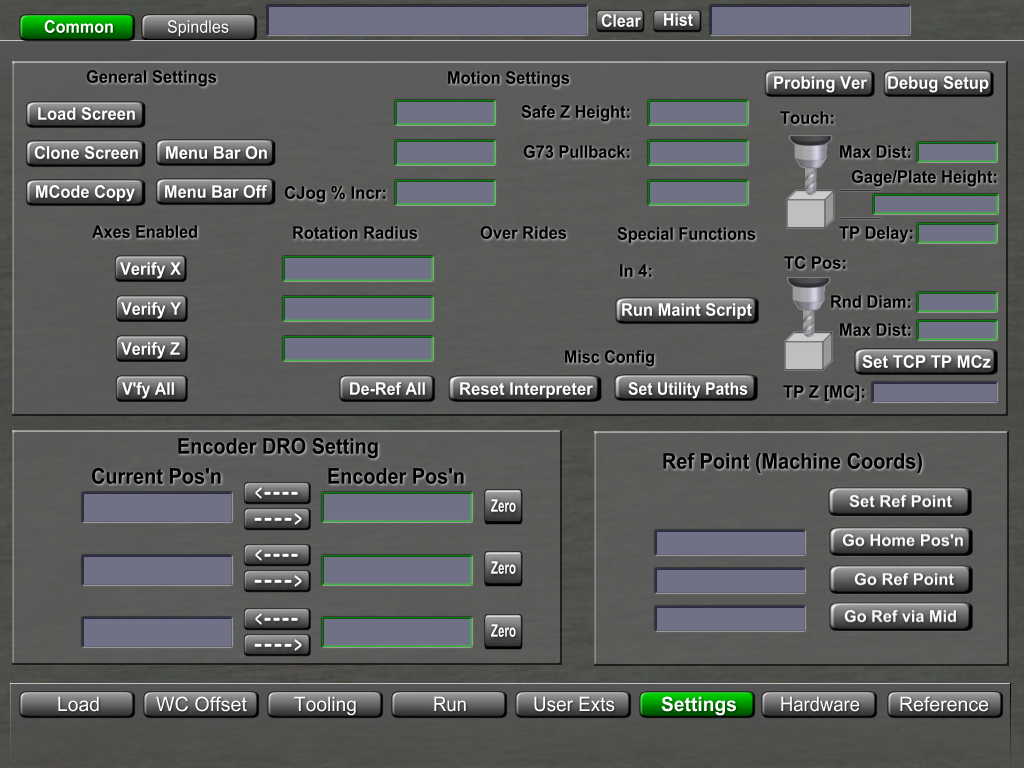 Common Spindles Clear Hist
General Settings Motion Settings Probing Ver Debug Setup
Load Screen Safe Z Height: Touch:
Clone Screen Menu Bar On G73 Pullback: Max Dist:
Gage/Plate Height:
MCode Copy Menu Bar Off CJog % Incr:
Axes Enabled Rotation Radius Over Rides Special Functions TP Delay:
Verify X In 4: TC Pos:
Verify Y Run Maint Script Rnd Diam:
Max Dist:
Verify Z Misc Config Set TCP TP MCz
V'fy All De-Ref All Reset Interpreter Set Utility Paths TP Z [MC]:
Encoder DRO Setting
Current Pos'n Encoder Pos'n
<----
----> Zero
<----
----> Zero
<----
----> Zero
Ref Point (Machine Coords)
Set Ref Point
Go Home Pos'n
Go Ref Point
Go Ref via Mid
Load WC Offset Tooling Run User Exts Settings Hardware Reference